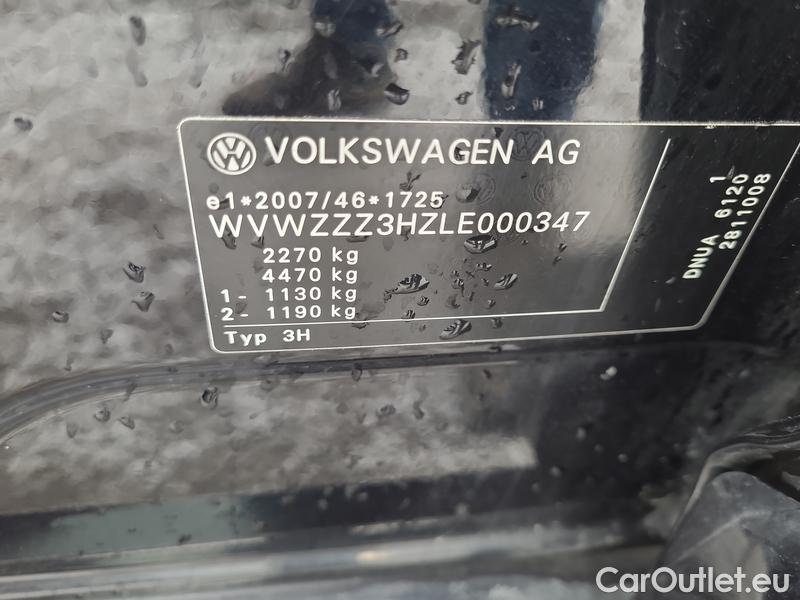 VOLKSWAGEN AG
e1*2007/46*1725
WVWZZZ3HZLE000347
2270 kg
4470 kg
1- 1130 kg
2- 1190 kg
Typ 3H
1
DNUA 6120
2811008
CarOutlet.eu